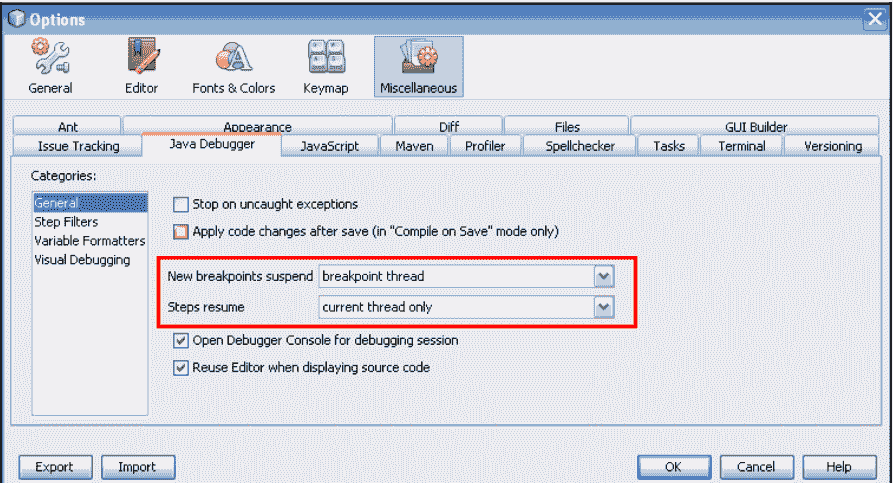 Options
General Editor Fonts & Colors Keymap Miscellaneous
Ant Appearance Diff Files GUI Builder
Issue Tracking Java Debugger JavaScript Maven Profiler Spellchecker Tasks Terminal Versioning
Categories:
General
Step Filters
Variable Formatters
Visual Debugging
Stop on uncaught exceptions
Apply code changes after save (in "Compile on Save" mode only)
New breakpoints suspend breakpoint thread
Steps resume current thread only
Open Debugger Console for debugging session
Reuse Editor when displaying source code
Export Import OK Cancel Help